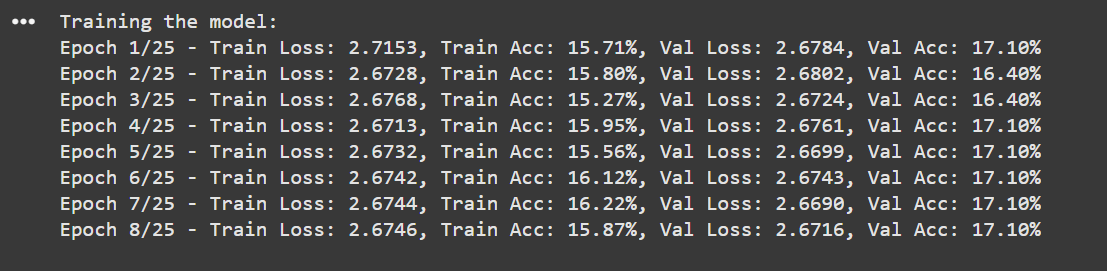 Training the model:
Epoch 1/25 - Train Loss: 2.7153, Train Acc: 15.71%, Val Loss: 2.6784, Val Acc: 17.10%
Epoch 2/25 - Train Loss: 2.6728, Train Acc: 15.80%, Val Loss: 2.6802, Val Acc: 16.40%
Epoch 3/25 - Train Loss: 2.6768, Train Acc: 15.27%, Val Loss: 2.6724, Val Acc: 16.40%
Epoch 4/25 - Train Loss: 2.6713, Train Acc: 15.95%, Val Loss: 2.6761, Val Acc: 17.10%
Epoch 5/25 - Train Loss: 2.6732, Train Acc: 15.56%, Val Loss: 2.6699, Val Acc: 17.10%
Epoch 6/25 - Train Loss: 2.6742, Train Acc: 16.12%, Val Loss: 2.6743, Val Acc: 17.10%
Epoch 7/25 - Train Loss: 2.6744, Train Acc: 16.22%, Val Loss: 2.6690, Val Acc: 17.10%
Epoch 8/25 - Train Loss: 2.6746, Train Acc: 15.87%, Val Loss: 2.6716, Val Acc: 17.10%